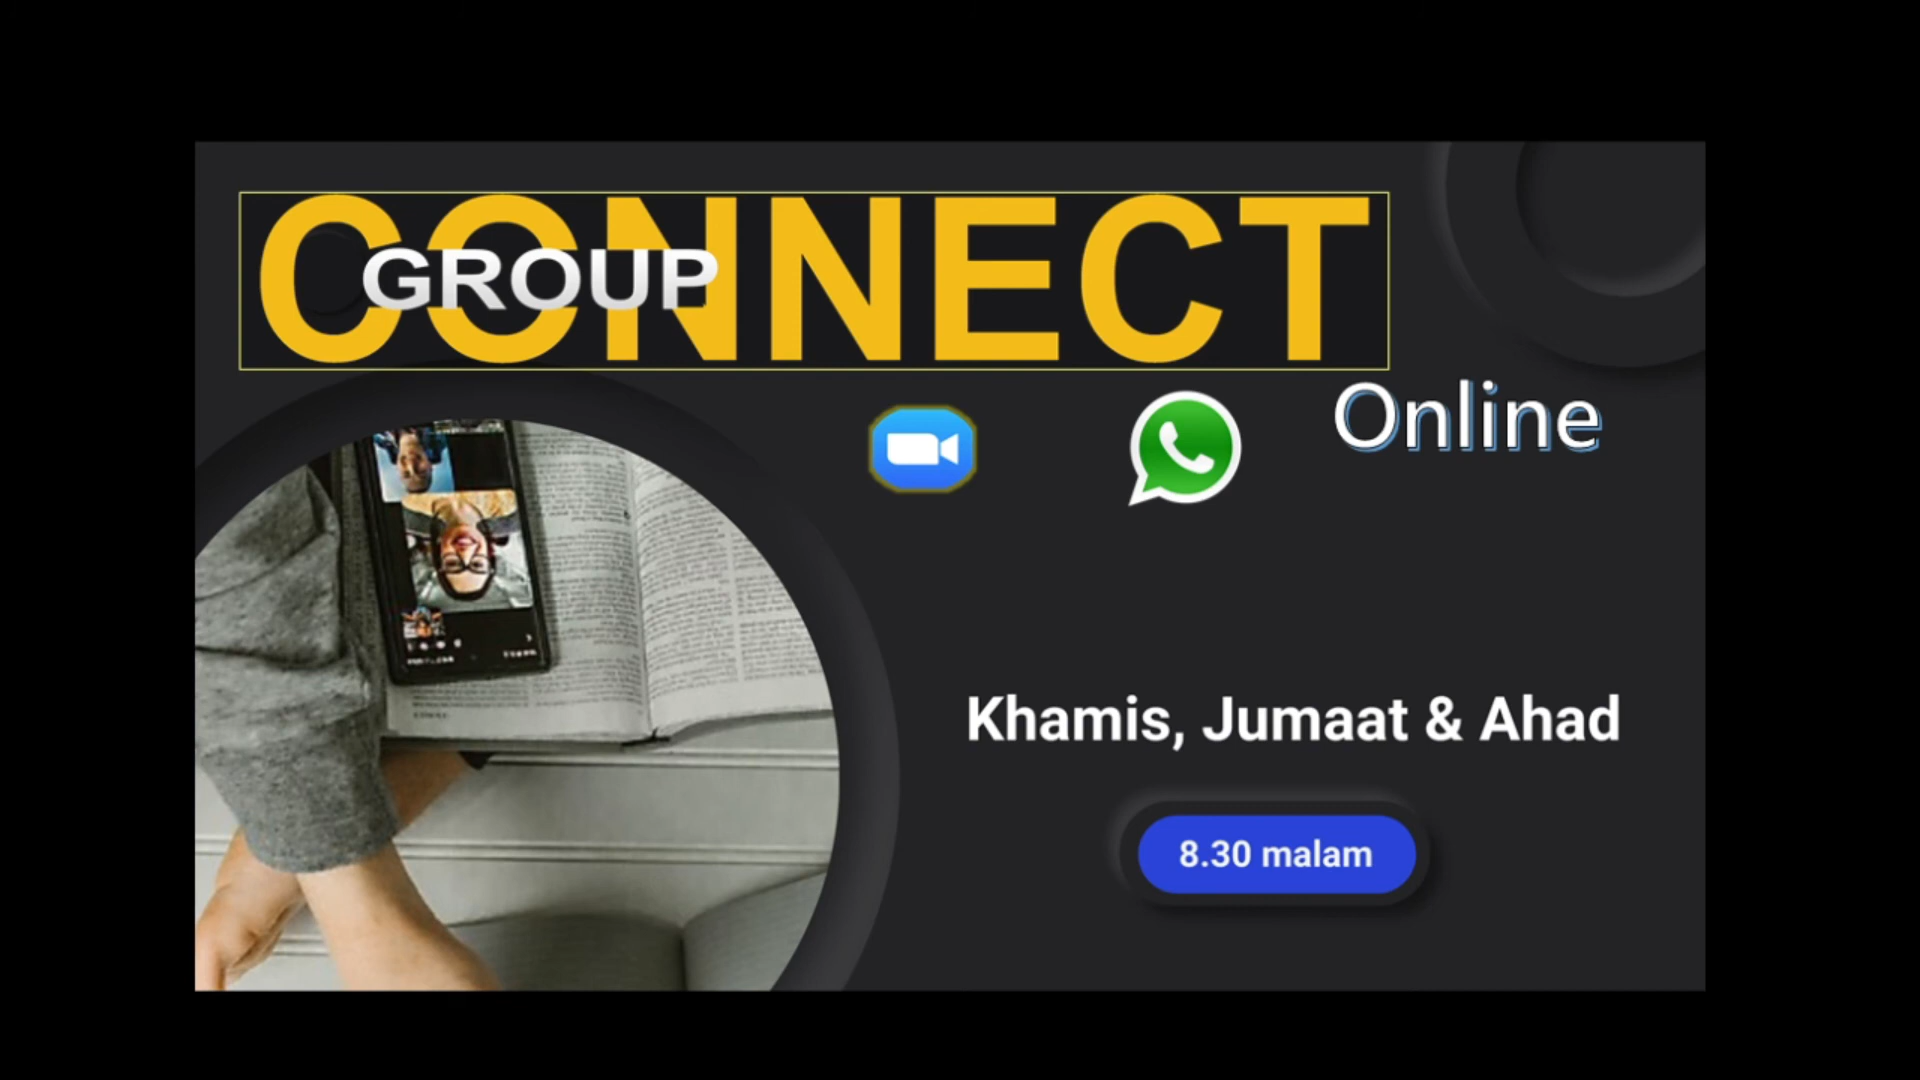 CONNECT
GROUP
Online
Khamis, Jumaat & Ahad
8.30 malam